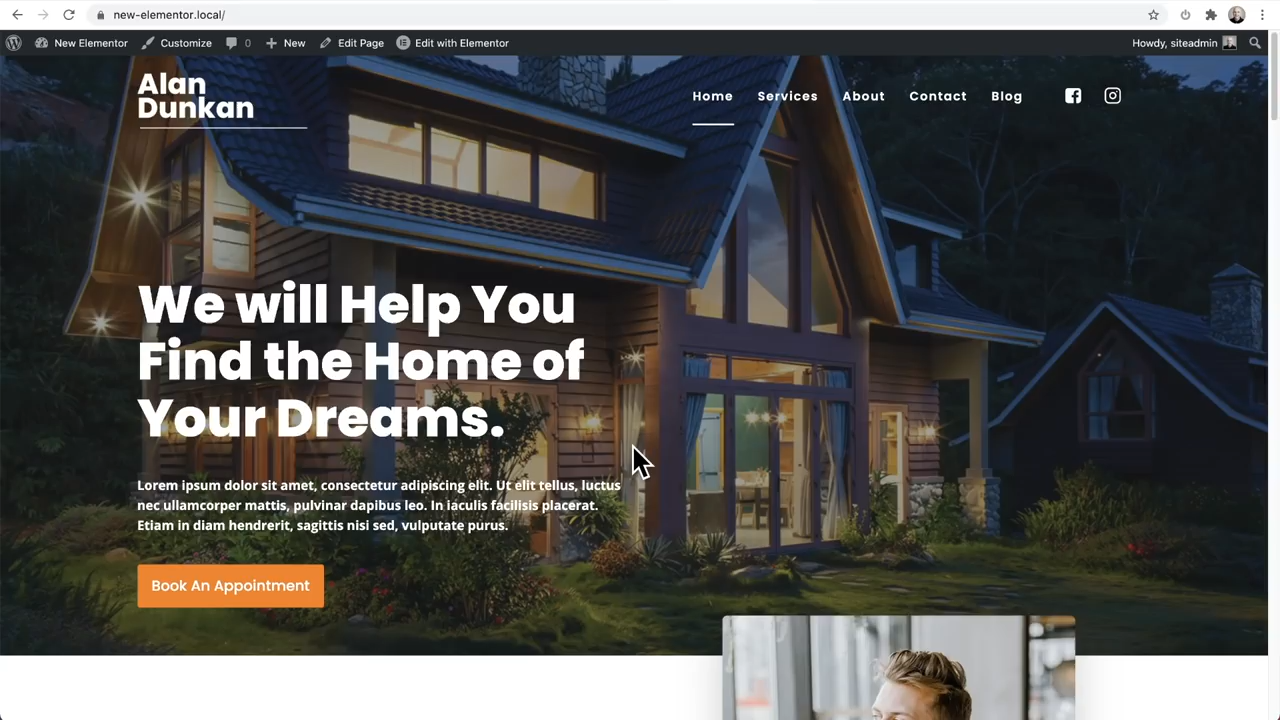 new-elementor.local/
New Elementor Customize 0 New Edit Page Edit with Elementor Howdy, siteadmin
Alan
Dunkan
Home Services About Contact Blog
We will Help You
Find the Home of
Your Dreams.
Lorem ipsum dolor sit amet, consectetur adipiscing elit. Ut elit tellus, luctus
nec ullamcorper mattis, pulvinar dapibus leo. In iaculis facilisis placerat.
Etiam in diam hendrerit, sagittis nisi sed, vulputate purus.
Book An Appointment